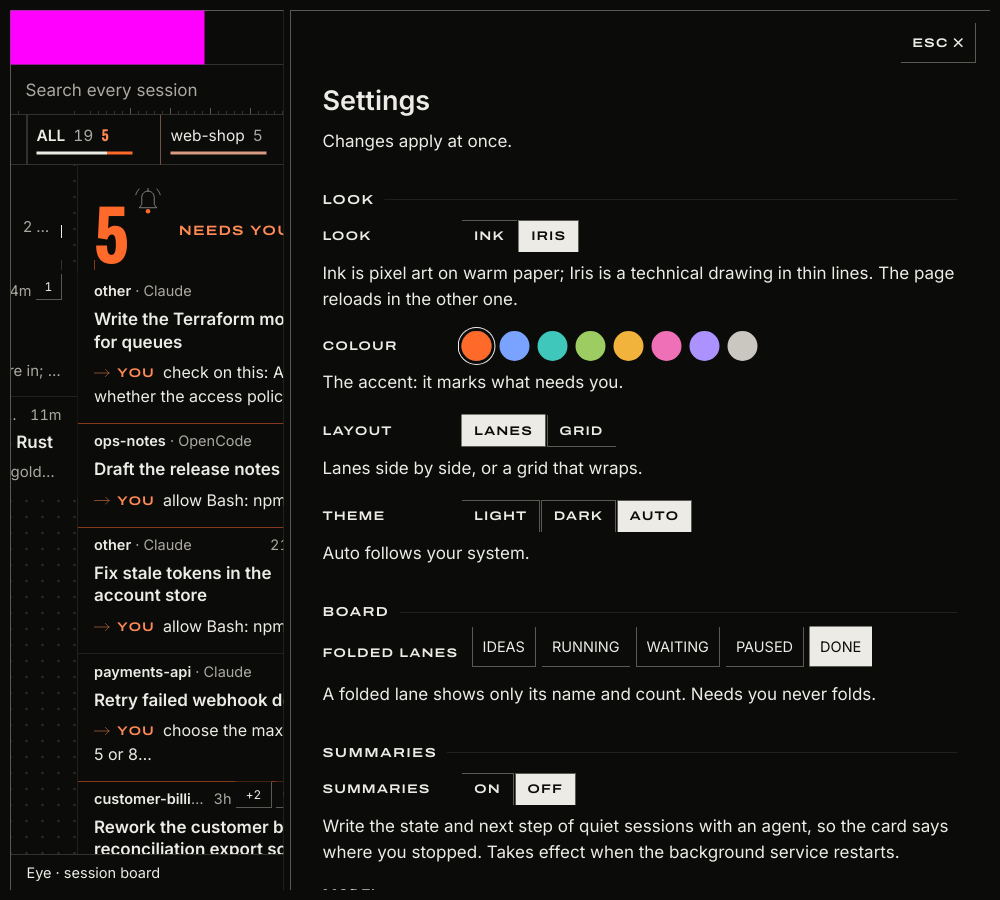 Search every session
ALL 19 5
web-shop 5
2 ...
4m 1
re in; ...
. 11m
Rust
gold...
5
NEEDS YOU
other · Claude
Write the Terraform mo
for queues
→ YOU check on this: A
whether the access polic
ops-notes · OpenCode
Draft the release notes
→ YOU allow Bash: npm
other · Claude 21
Fix stale tokens in the
account store
→ YOU allow Bash: npm
payments-api · Claude
Retry failed webhook d
→ YOU choose the max
5 or 8...
customer-billi... 3h +2
Rework the customer b
reconciliation export sc
Eye · session board
ESC ×
Settings
Changes apply at once.
LOOK
LOOK INK IRIS
Ink is pixel art on warm paper; Iris is a technical drawing in thin lines. The page
reloads in the other one.
COLOUR
The accent: it marks what needs you.
LAYOUT LANES GRID
Lanes side by side, or a grid that wraps.
THEME LIGHT DARK AUTO
Auto follows your system.
BOARD
FOLDED LANES IDEAS RUNNING WAITING PAUSED DONE
A folded lane shows only its name and count. Needs you never folds.
SUMMARIES
SUMMARIES ON OFF
Write the state and next step of quiet sessions with an agent, so the card says
where you stopped. Takes effect when the background service restarts.